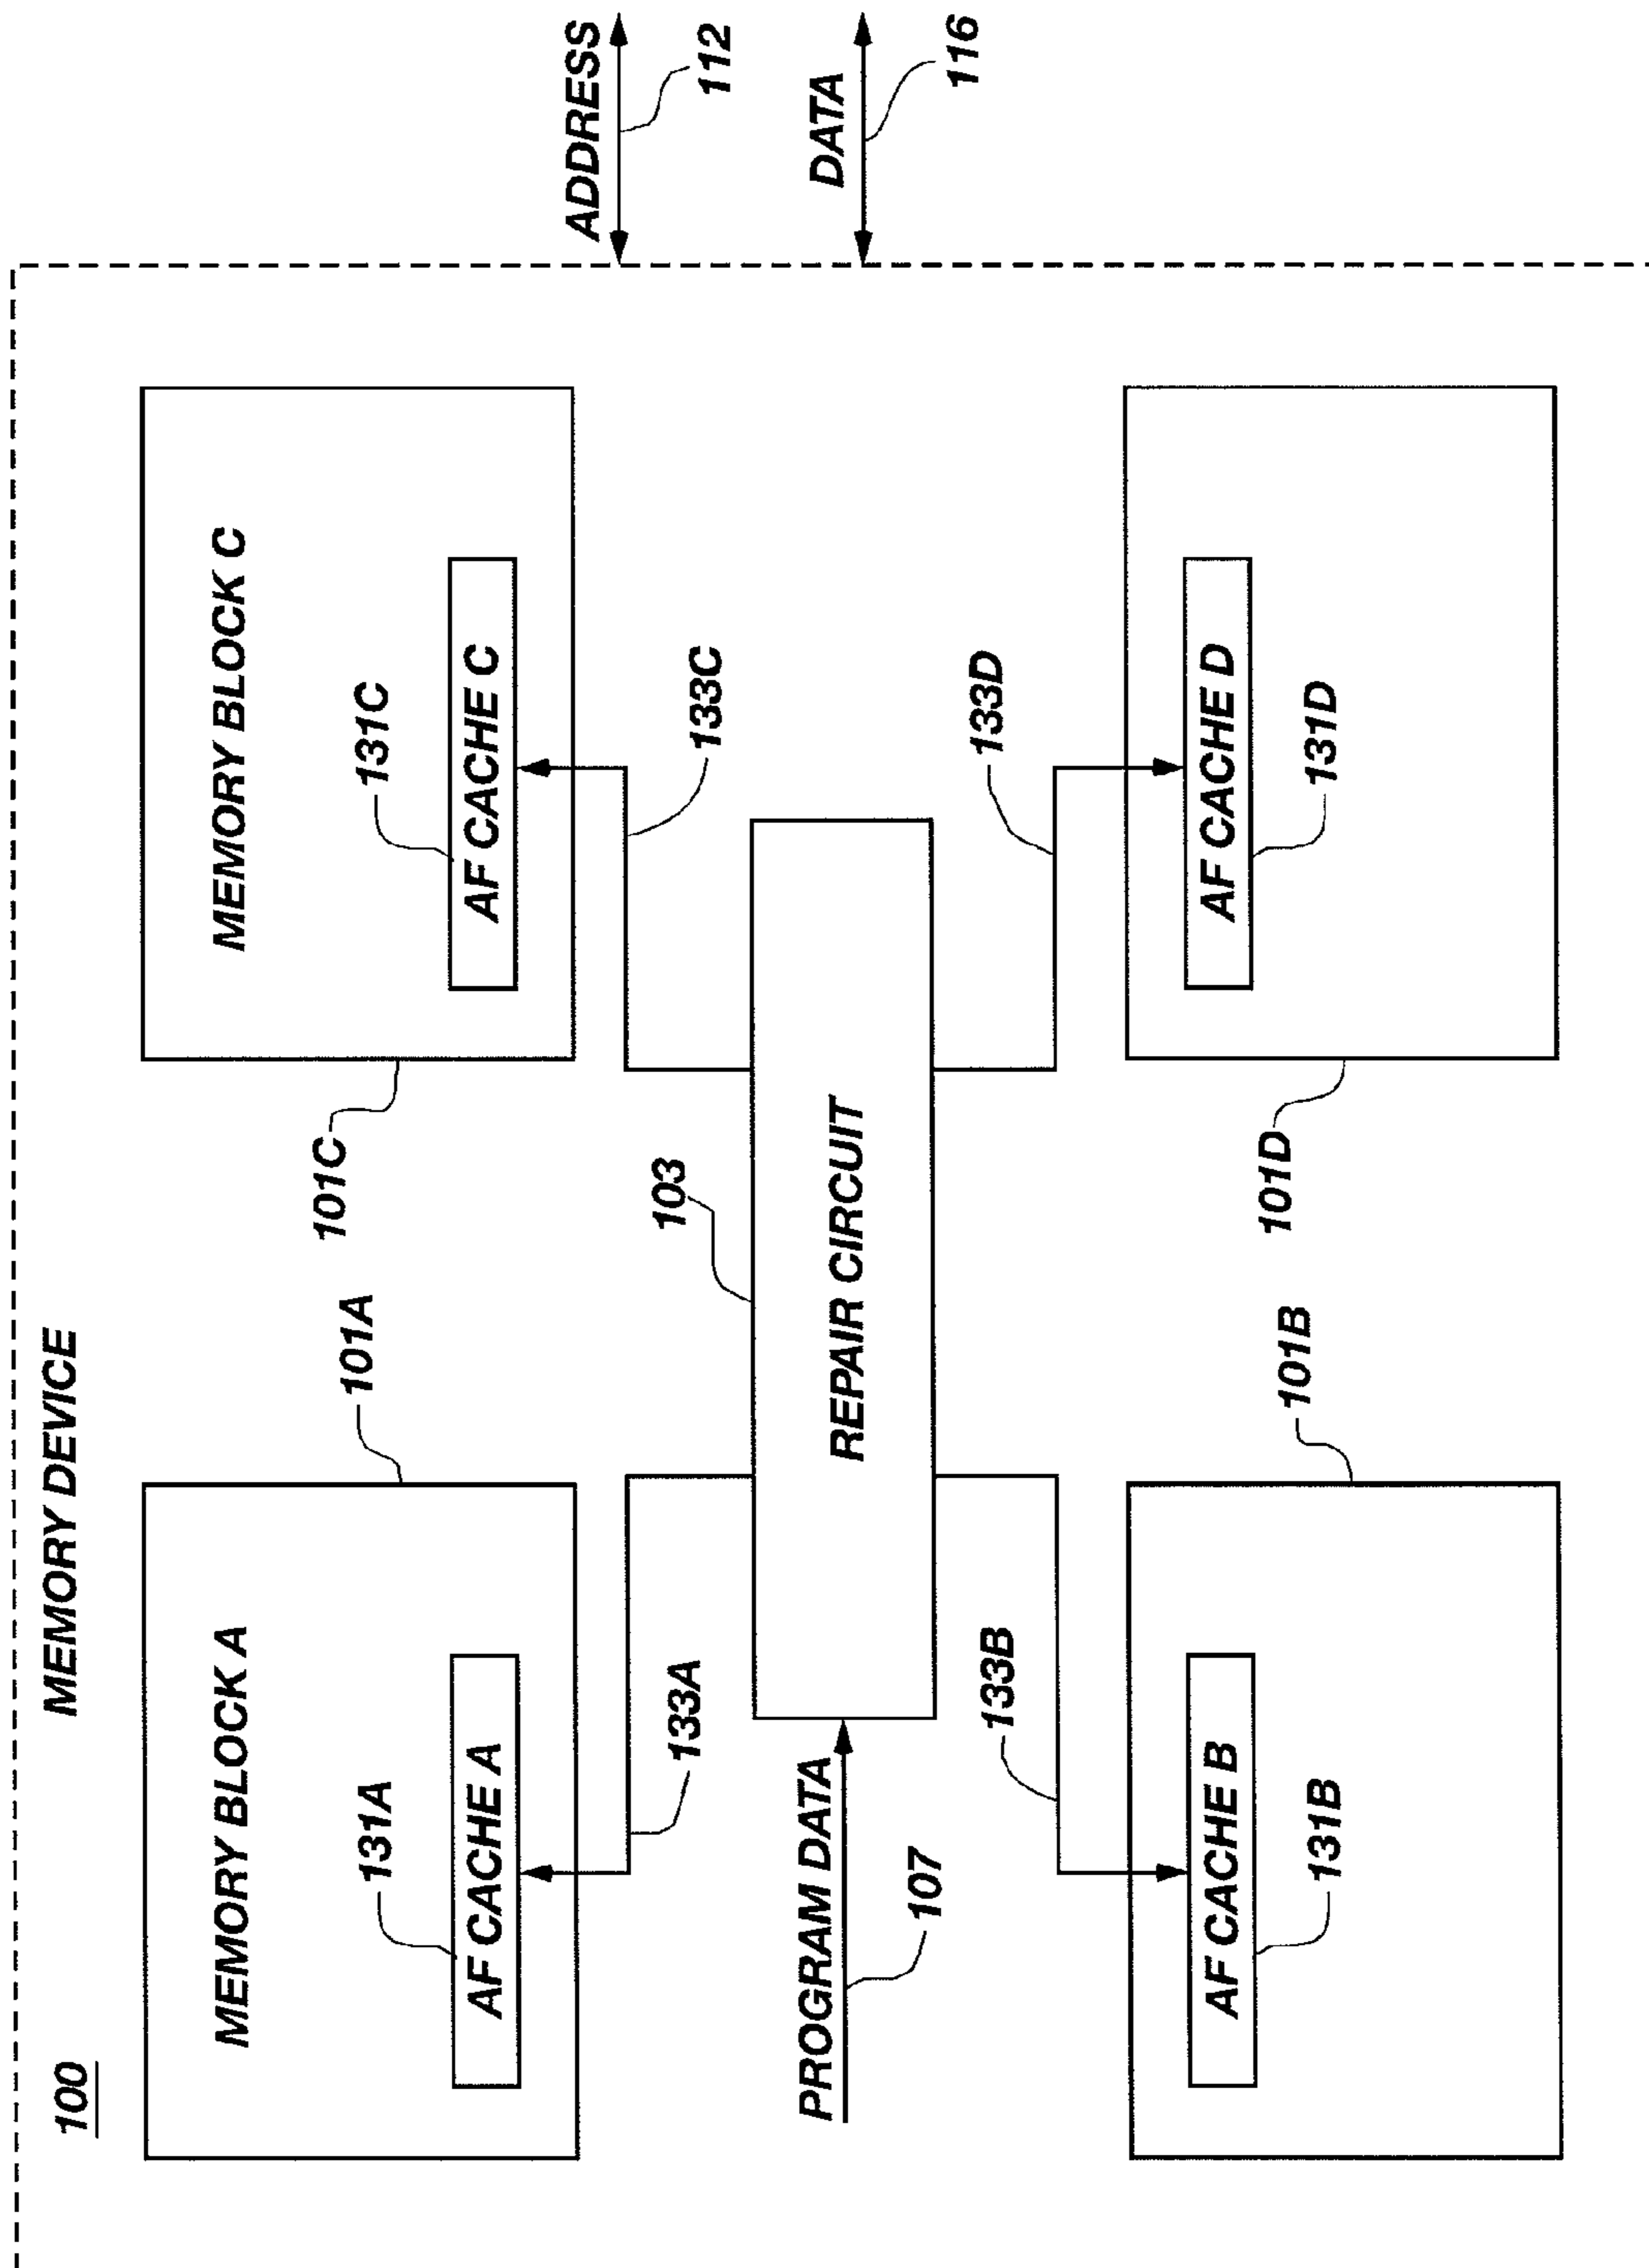 100
MEMORY DEVICE
MEMORY BLOCK A
131A
AF CACHE A
101A
101C
MEMORY BLOCK C
131C
AF CACHE C
ADDRESS
112
133A
103
133C
PROGRAM DATA
107
REPAIR CIRCUIT
DATA
116
133B
133D
AF CACHE B
131B
101B
101D
AF CACHE D
131D